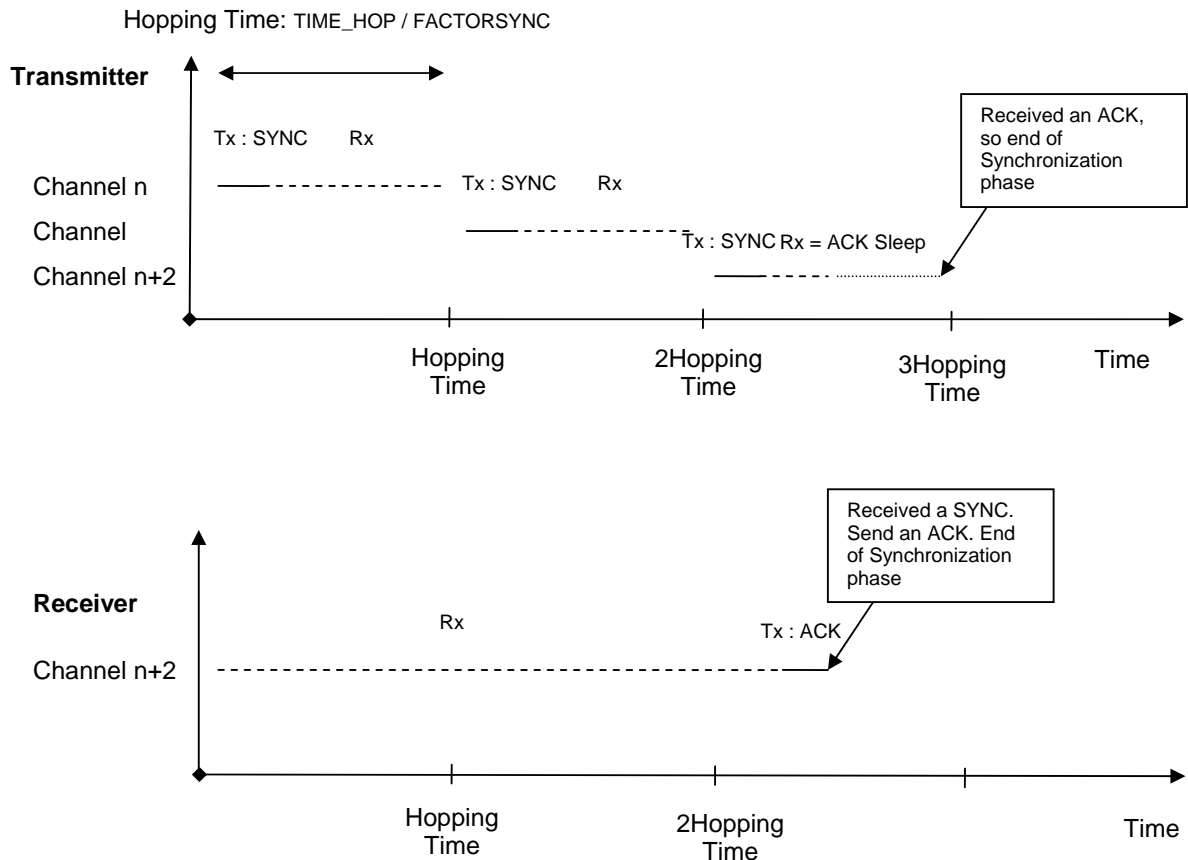 Hopping Time: TIME_HOP / FACTORSYNC
Transmitter
Received an ACK,
so end of
Synchronization
phase
Tx : SYNC Rx
Channel n
Tx : SYNC Rx
Channel
Tx : SYNC Rx = ACK Sleep
Channel n+2
Hopping
Time
2Hopping
Time
3Hopping
Time
Time
Received a SYNC.
Send an ACK. End
of Synchronization
phase
Receiver
Rx
Tx : ACK
Channel n+2
Hopping
Time
2Hopping
Time
Time